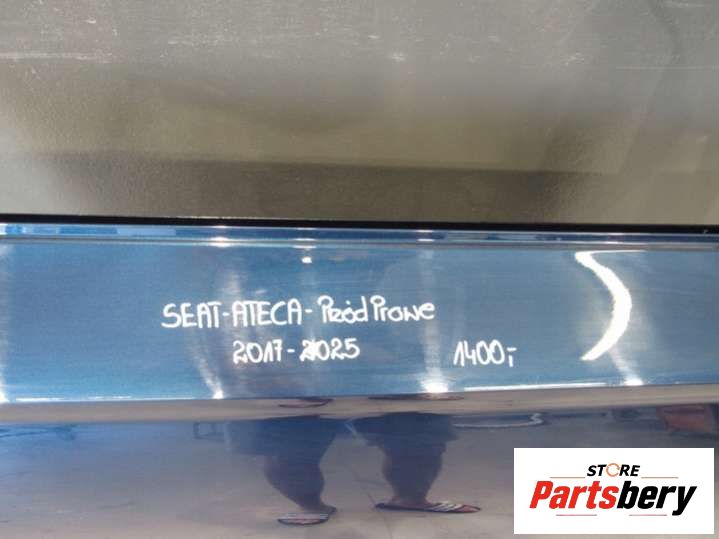 SEAT-ATECA-Przód Prawe
2017-2025 1400,-
STORE
Partsbery